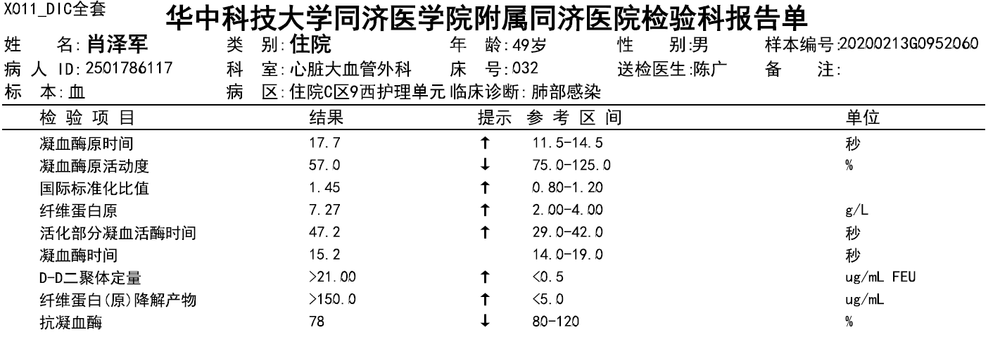 X011_DIC全套
华中科技大学同济医学院附属同济医院检验科报告单
姓 名: 肖泽军 类 别: 住院 年 龄: 49岁 性 别:男 样本编号:20200213G0952060
病 人 ID: 2501786117 科 室: 心脏大血管外科 床 号:032 送检医生:陈广 备 注:
标 本: 血 病 区: 住院C区9西护理单元 临床诊断: 肺部感染
检 验 项 目 结果 提示 参 考 区 间 单位
凝血酶原时间 17.7 ↑ 11.5-14.5 秒
凝血酶原活动度 57.0 ↓ 75.0-125.0 %
国际标准化比值 1.45 ↑ 0.80-1.20
纤维蛋白原 7.27 ↑ 2.00-4.00 g/L
活化部分凝血活酶时间 47.2 ↑ 29.0-42.0 秒
凝血酶时间 15.2 14.0-19.0 秒
D-D二聚体定量 >21.00 ↑ <0.5 ug/mL FEU
纤维蛋白(原)降解产物 >150.0 ↑ <5.0 ug/mL
抗凝血酶 78 ↓ 80-120 %